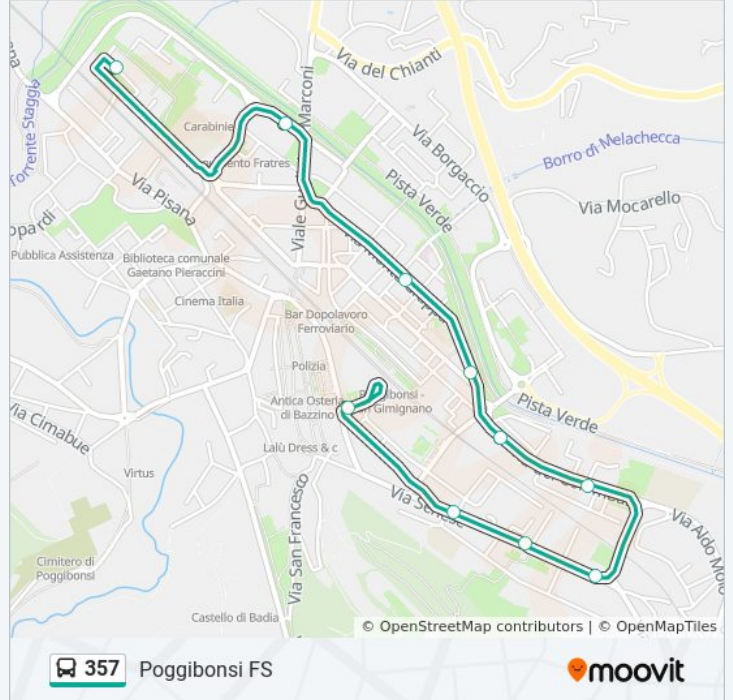 Via del Chianti
Marconi
Torrente Staggia
Carabinie
Via Borgaccio
Borro di Melachecca
Fratres
Via Pisana
Pista Verde
Via Mocarello
Viale Gu
Pubblica Assistenza
Biblioteca comunale
Gaetano Pieraccini
Cinema Italia
Bar Dopolavoro
Ferroviario
Polizia
Antica Osteria
di Bazzino
Gimignano
Pista Verde
Via Cimabue
Lalù Dress & c
Virtus
Via San Francesco
Via Senese
Via Aldo Moro
Cimitero di
Poggibonsi
Castello di Badia
© OpenStreetMap contributors | © OpenMapTiles
357 Poggibonsi FS
moovit